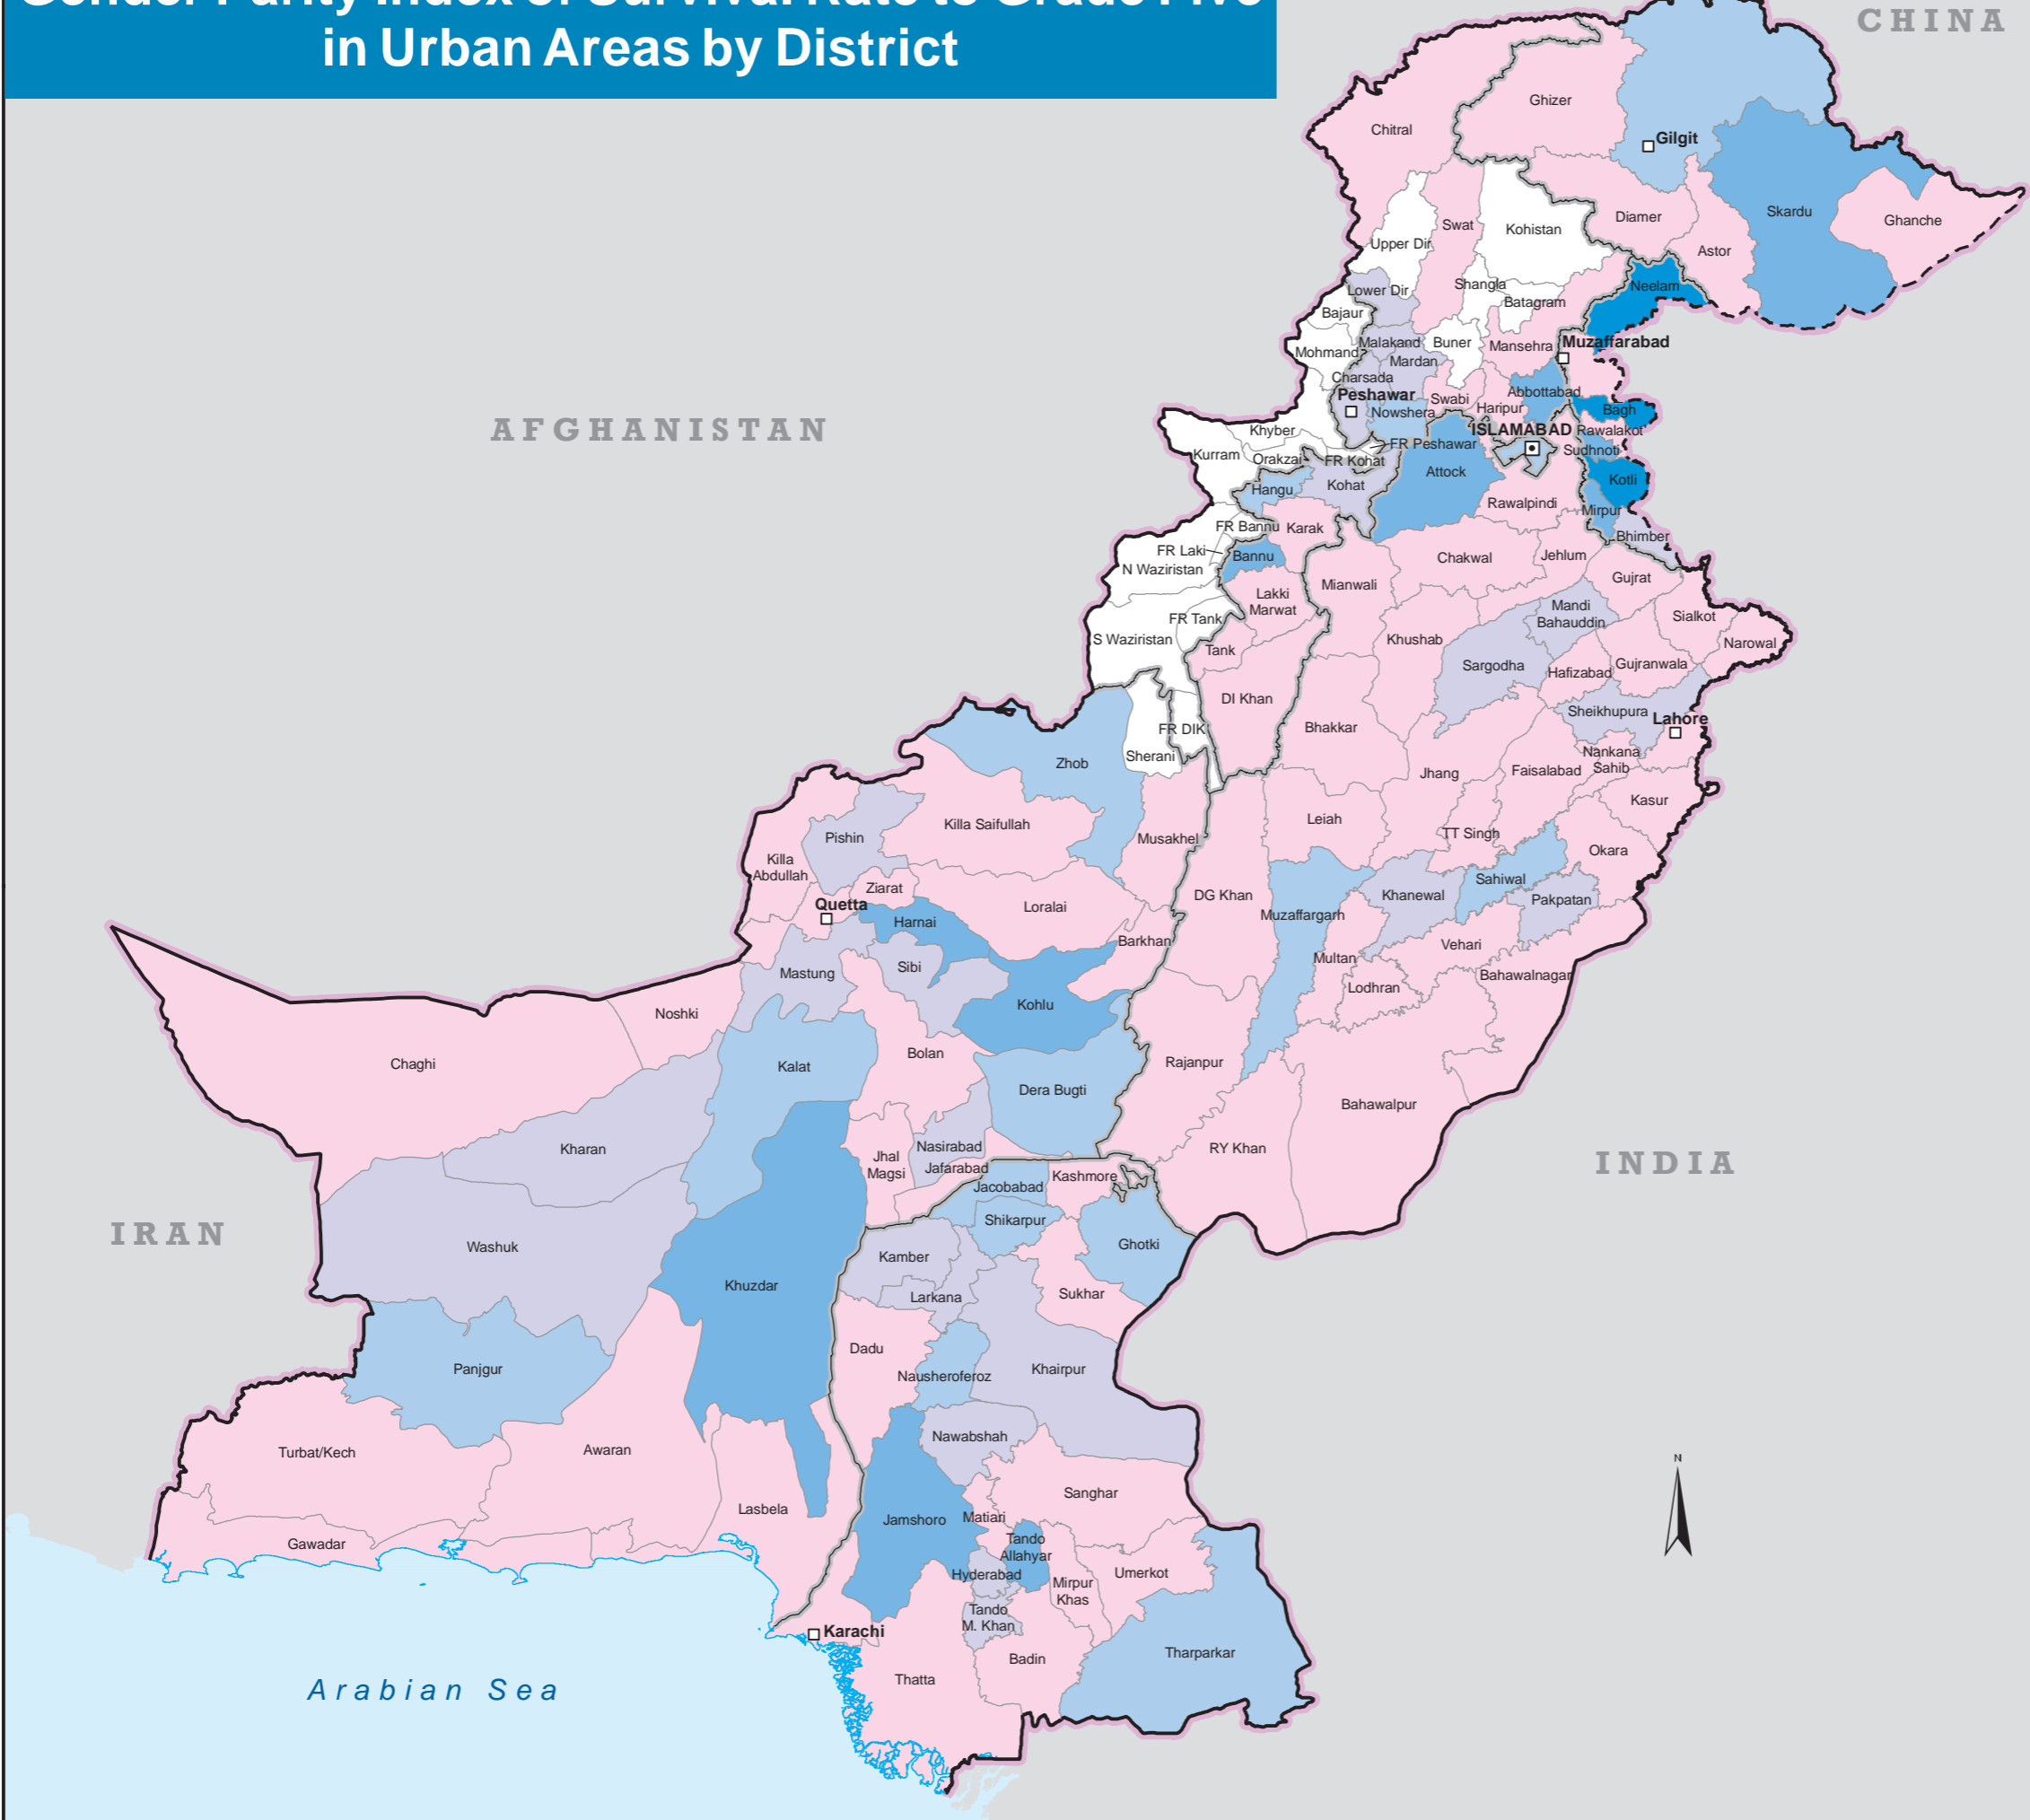 Gender Parity Index of Survival Rate to Grade Five
in Urban Areas by District
CHINA
Ghizer
Chitral
Gilgit
Skardu
Diamer
Ghanche
Swat
Kohistan
Upper Dir
Astor
Shangla
Neelam
Lower Dir
Batagram
Bajaur
Malakand
Buner
Mansehra
Muzaffarabad
Mohmand
Mardan
Charsada
Abbottabad
Peshawar
Swabi
Haripur
Nowshera
Bagh
AFGHANISTAN
Khyber
ISLAMABAD
Rawalakot
FR Peshawar
Sudhnoti
Kurram
Orakzai
FR Kohat
Attock
Kotli
Hangu
Kohat
Rawalpindi
Mirpur
FR Bannu
Karak
Bhimber
FR Laki
Bannu
Chakwal
Jehlum
N Waziristan
Gujrat
Mianwali
Lakki
Marwat
Mandi
Bahauddin
FR Tank
Sialkot
S Waziristan
Khushab
Narowal
Tank
Sargodha
Hafizabad
Gujranwala
DI Khan
Sheikhupura
Lahore
Bhakkar
FR DIK
Sherani
Nankana
Sahib
Zhob
Jhang
Faisalabad
Kasur
Killa Saifullah
Leiah
Pishin
Musakhel
TT Singh
Okara
Killa
Abdullah
Ziarat
Sahiwal
DG Khan
Khanewal
Pakpatan
Quetta
Loralai
Muzaffargarh
Harnai
Barkhan
Vehari
Multan
Mastung
Sibi
Bahawalnagar
Lodhran
Kohlu
Noshki
Bolan
Chaghi
Kalat
Rajanpur
Dera Bugti
Bahawalpur
Kharan
Nasirabad
RY Khan
INDIA
Jhal
Magsi
Jafarabad
Kashmore
Jacobabad
Shikarpur
IRAN
Washuk
Kamber
Ghotki
Khuzdar
Larkana
Sukhar
Dadu
Panjgur
Nausheroferoz
Khairpur
Turbat/Kech
Awaran
Nawabshah
N
Sanghar
Lasbela
Jamshoro
Matiari
Gawadar
Tando
Allahyar
Hyderabad
Umerkot
Mirpur
Khas
Tando
M. Khan
Karachi
Badin
Tharparkar
Thatta
Arabian Sea